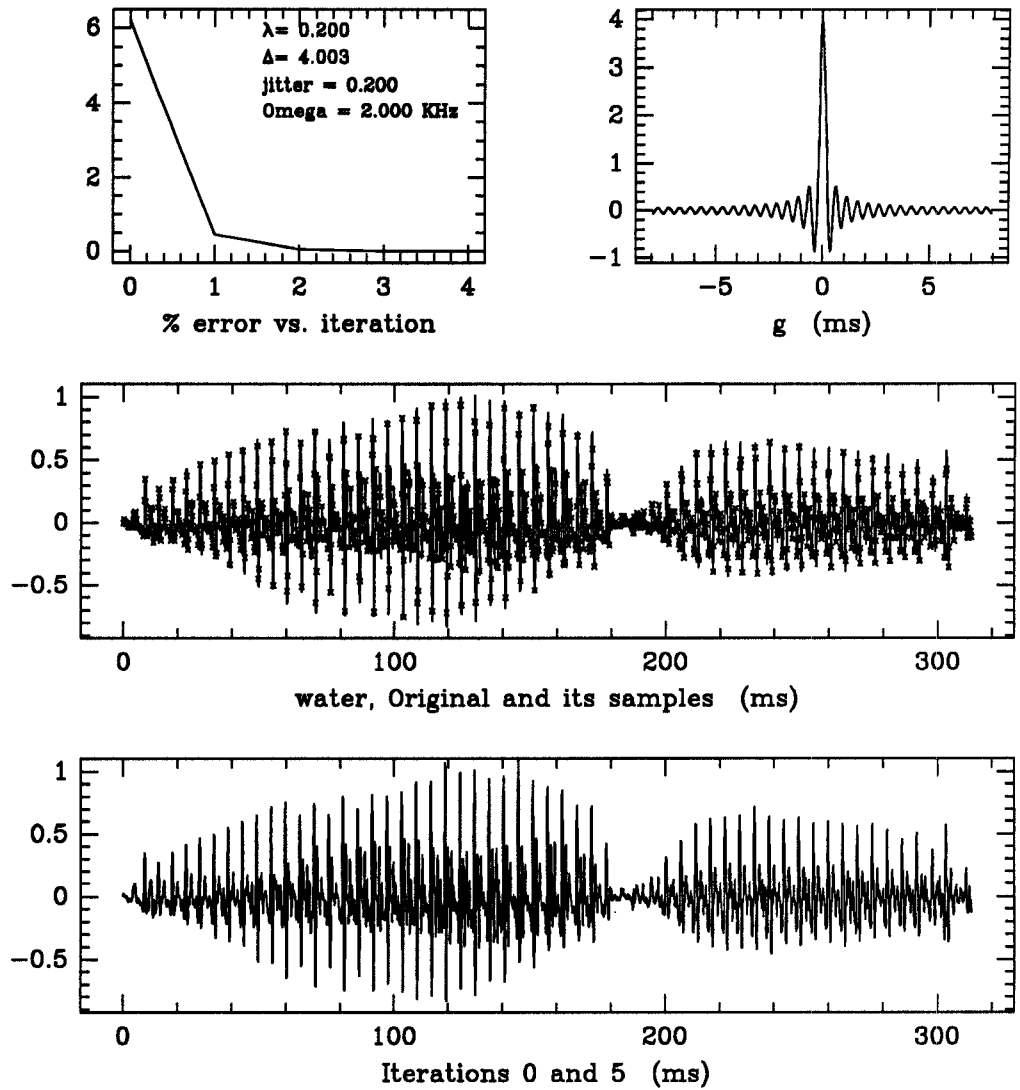 6
4
2
0
λ= 0.200
Δ= 4.003
jitter = 0.200
Omega = 2.000 KHz
0 1 2 3 4
% error vs. iteration
4
3
2
1
0
−1
−5 0 5
g (ms)
1
0.5
0
−0.5
0 100 200 300
water, Original and its samples (ms)
1
0.5
0
−0.5
0 100 200 300
Iterations 0 and 5 (ms)